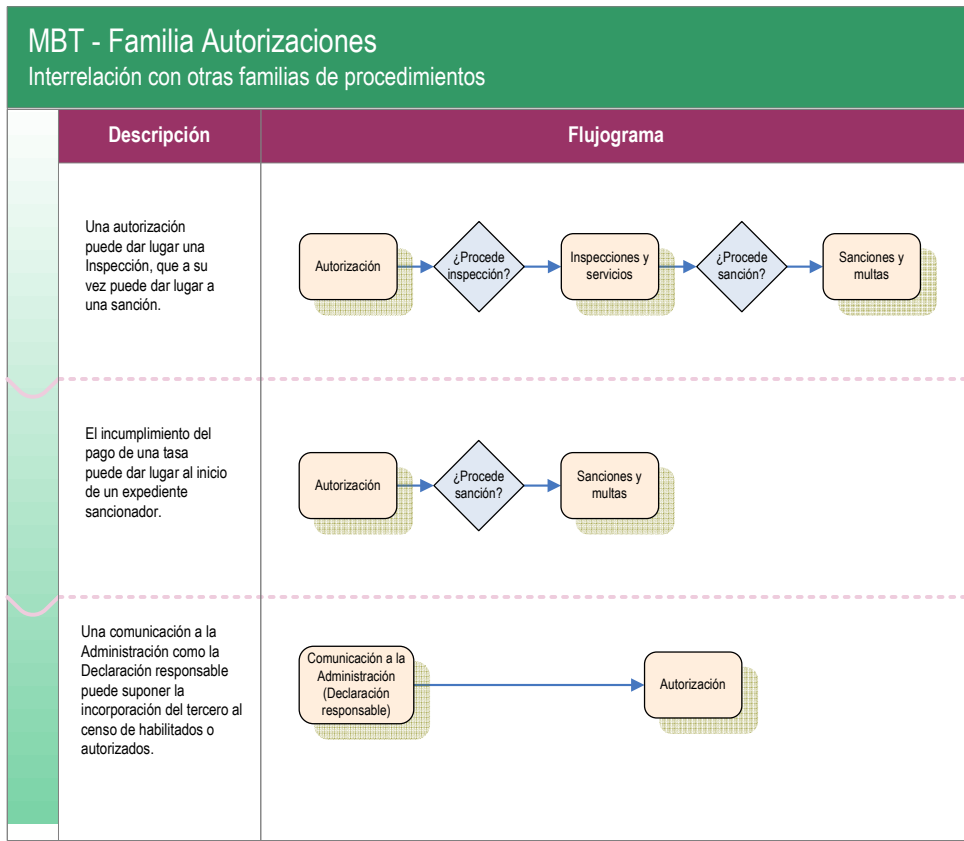 MBT - Familia Autorizaciones
Interrelación con otras familias de procedimientos
Descripción
Flujograma
Una autorización
puede dar lugar una
Inspección, que a su
vez puede dar lugar a
una sanción.
Autorización
¿Procede
inspección?
Inspecciones y
servicios
¿Procede
sanción?
Sanciones y
multas
El incumplimiento del
pago de una tasa
puede dar lugar al inicio
de un expediente
sancionador.
Autorización
¿Procede
sanción?
Sanciones y
multas
Una comunicación a la
Administración como la
Declaración responsable
puede suponer la
incorporación del tercero al
censo de habilitados o
autorizados.
Comunicación a la
Administración
(Declaración
responsable)
Autorización